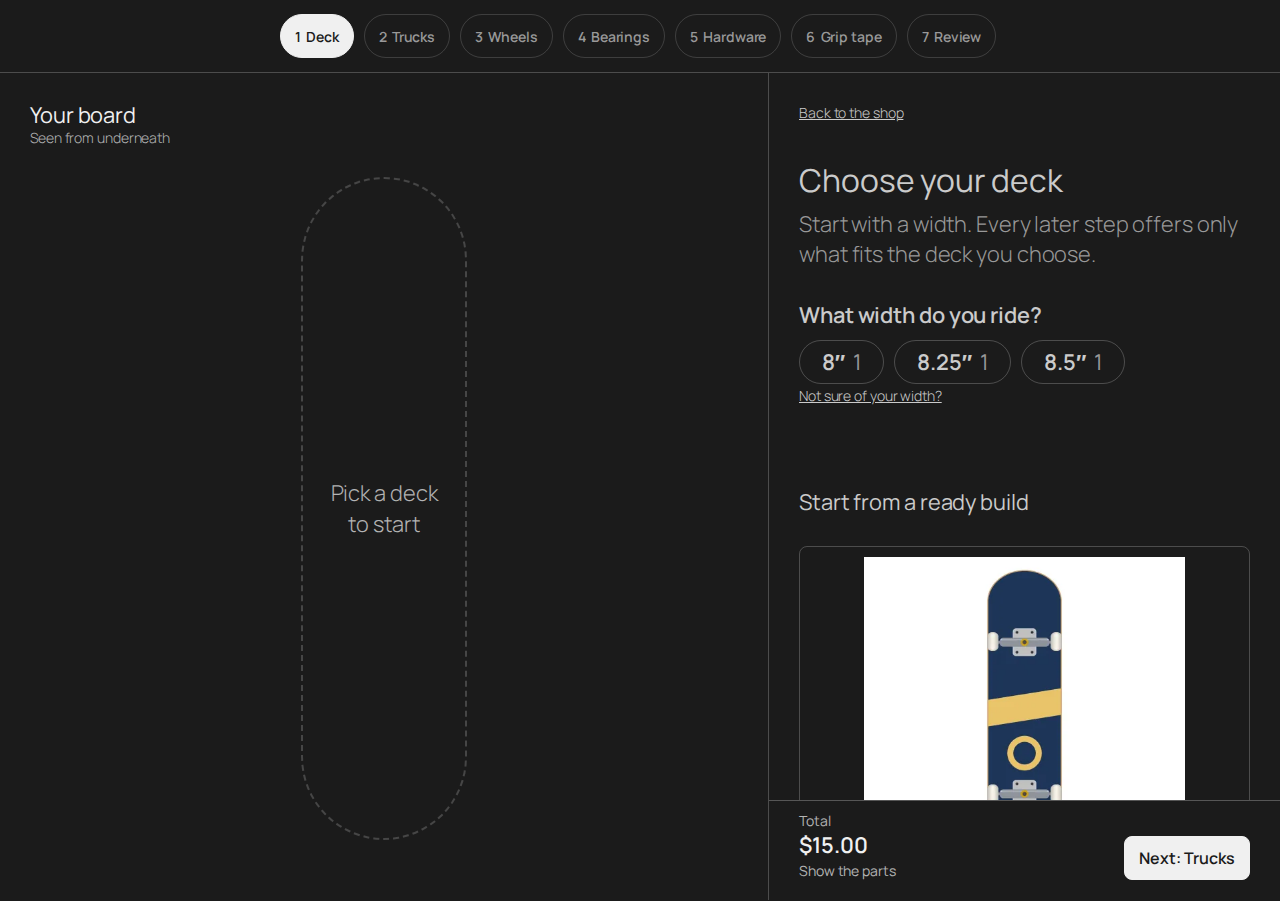 1 Deck
2 Trucks
3 Wheels
4 Bearings
5 Hardware
6 Grip tape
7 Review
Your board
Seen from underneath
Pick a deck
to start
Back to the shop
Choose your deck
Start with a width. Every later step offers only
what fits the deck you choose.
What width do you ride?
8″ 1
8.25″ 1
8.5″ 1
Not sure of your width?
Start from a ready build
Total
$15.00
Show the parts
Next: Trucks